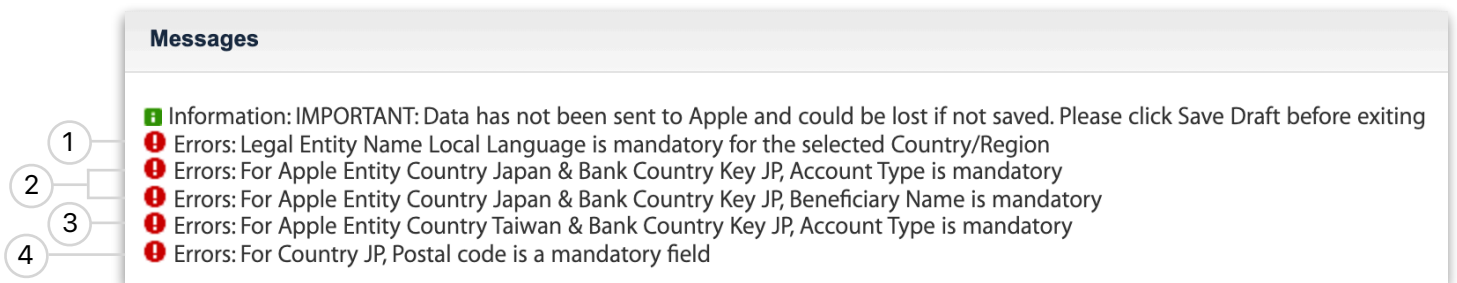 Messages
Information: IMPORTANT: Data has not been sent to Apple and could be lost if not saved. Please click Save Draft before exiting
1 Errors: Legal Entity Name Local Language is mandatory for the selected Country/Region
2 Errors: For Apple Entity Country Japan & Bank Country Key JP, Account Type is mandatory
Errors: For Apple Entity Country Japan & Bank Country Key JP, Beneficiary Name is mandatory
3 Errors: For Apple Entity Country Taiwan & Bank Country Key JP, Account Type is mandatory
4 Errors: For Country JP, Postal code is a mandatory field